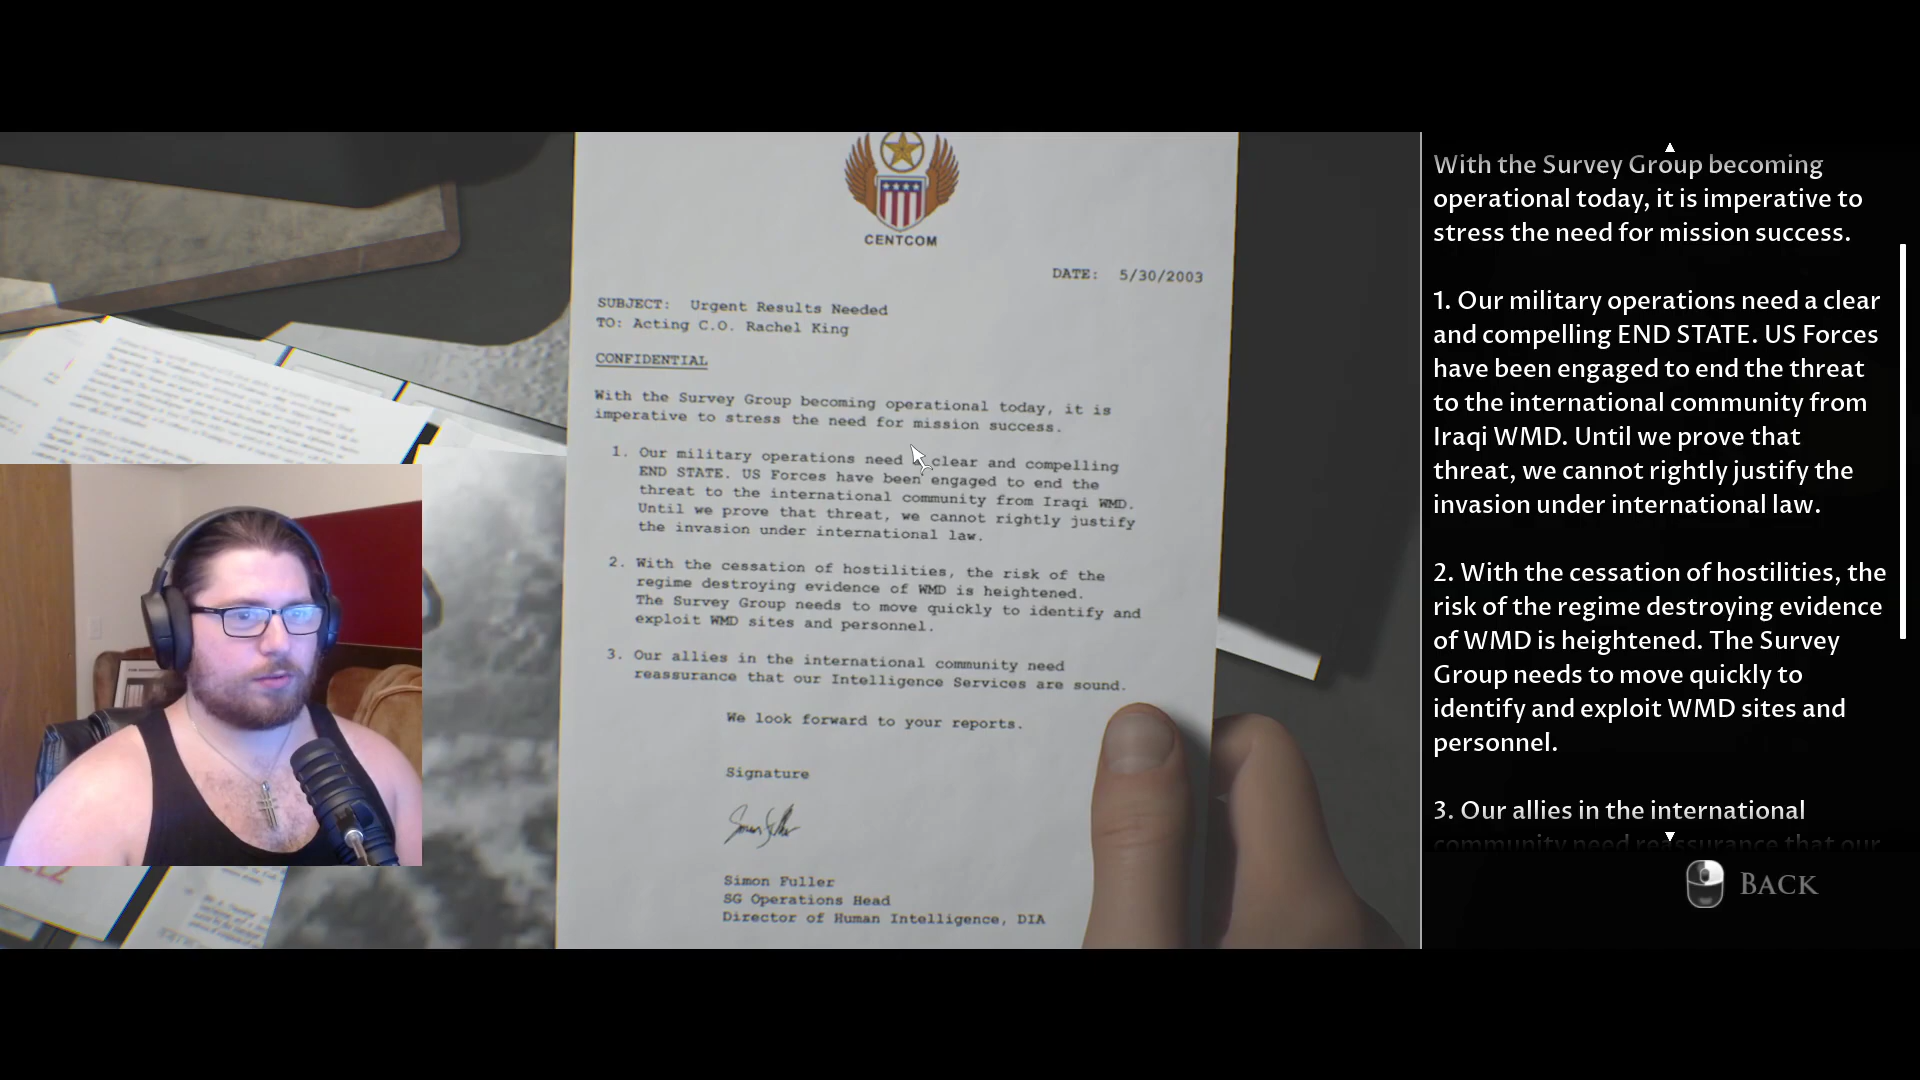 CENTCOM
DATE: 5/30/2003
SUBJECT: Urgent Results Needed
TO: Acting C.O. Rachel King
CONFIDENTIAL
With the Survey Group becoming operational today, it is
imperative to stress the need for mission success.
1. Our military operations need a clear and compelling
END STATE. US Forces have been engaged to end the
threat to the international community from Iraqi WMD.
Until we prove that threat, we cannot rightly justify
the invasion under international law.
2. With the cessation of hostilities, the risk of the
regime destroying evidence of WMD is heightened.
The Survey Group needs to move quickly to identify and
exploit WMD sites and personnel.
3. Our allies in the international community need
reassurance that our Intelligence Services are sound.
We look forward to your reports.
Signature
Simon Fuller
SG Operations Head
Director of Human Intelligence, DIA
With the Survey Group becoming
operational today, it is imperative to
stress the need for mission success.
1. Our military operations need a clear
and compelling END STATE. US Forces
have been engaged to end the threat
to the international community from
Iraqi WMD. Until we prove that
threat, we cannot rightly justify the
invasion under international law.
2. With the cessation of hostilities, the
risk of the regime destroying evidence
of WMD is heightened. The Survey
Group needs to move quickly to
identify and exploit WMD sites and
personnel.
3. Our allies in the international
community need reassurance that our
BACK